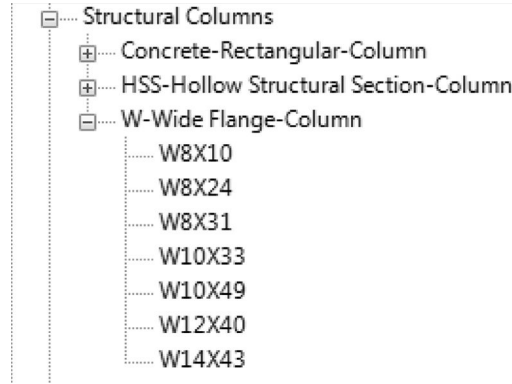 Structural Columns
Concrete-Rectangular-Column
HSS-Hollow Structural Section-Column
W-Wide Flange-Column
W8X10
W8X24
W8X31
W10X33
W10X49
W12X40
W14X43